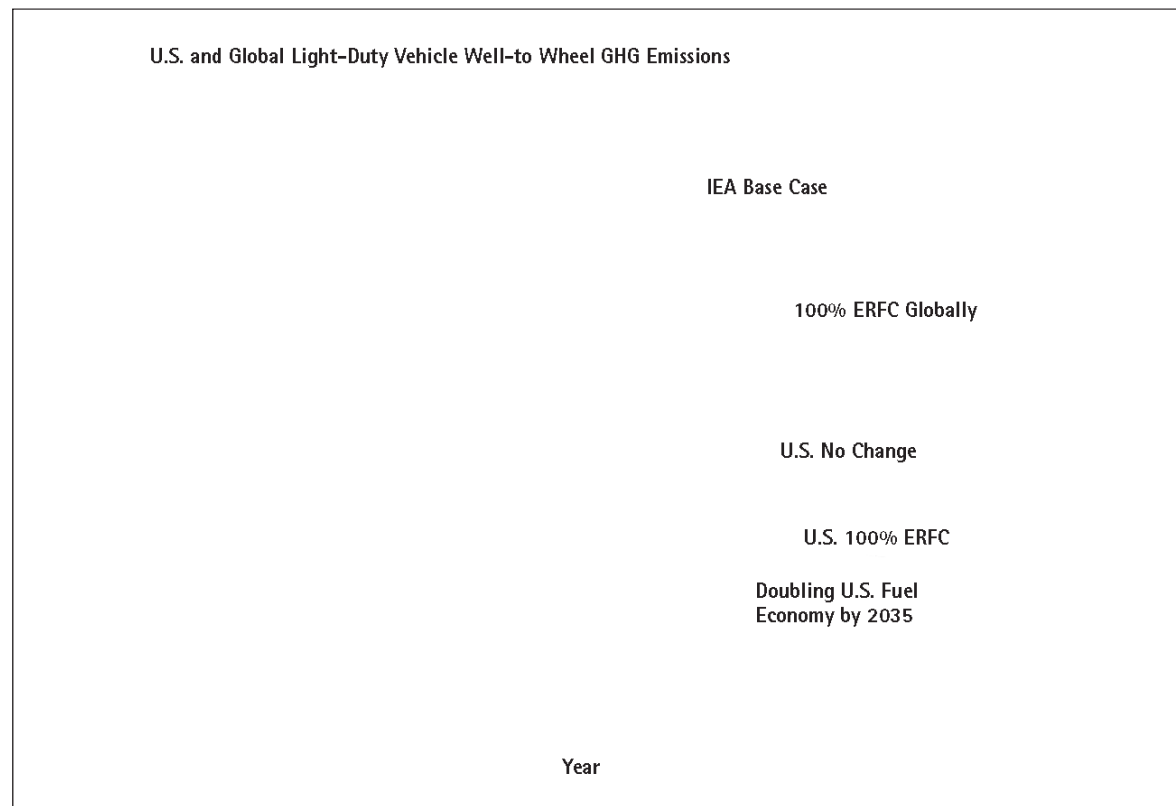 U.S. and Global Light-Duty Vehicle Well-to Wheel GHG Emissions
IEA Base Case
100% ERFC Globally
U.S. No Change
U.S. 100% ERFC
Doubling U.S. Fuel
Economy by 2035
Year